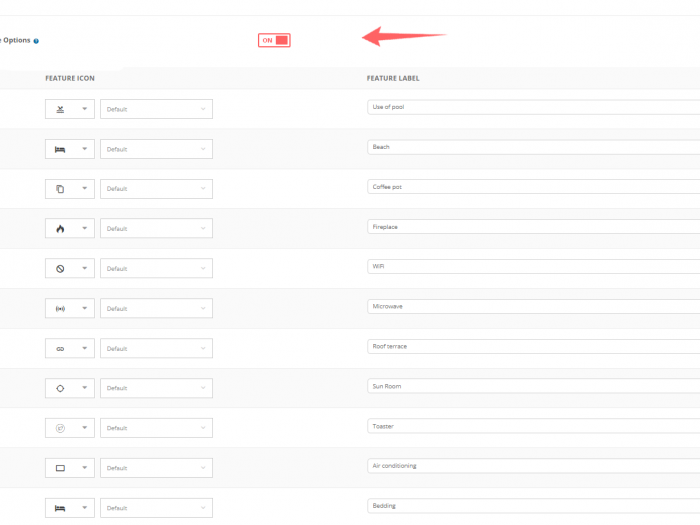 Options
ON
FEATURE ICON FEATURE LABEL
Default Use of pool
Default Beach
Default Coffee pot
Default Fireplace
Default WiFi
Default Microwave
Default Roof terrace
Default Sun Room
Default Toaster
Default Air conditioning
Default Bedding